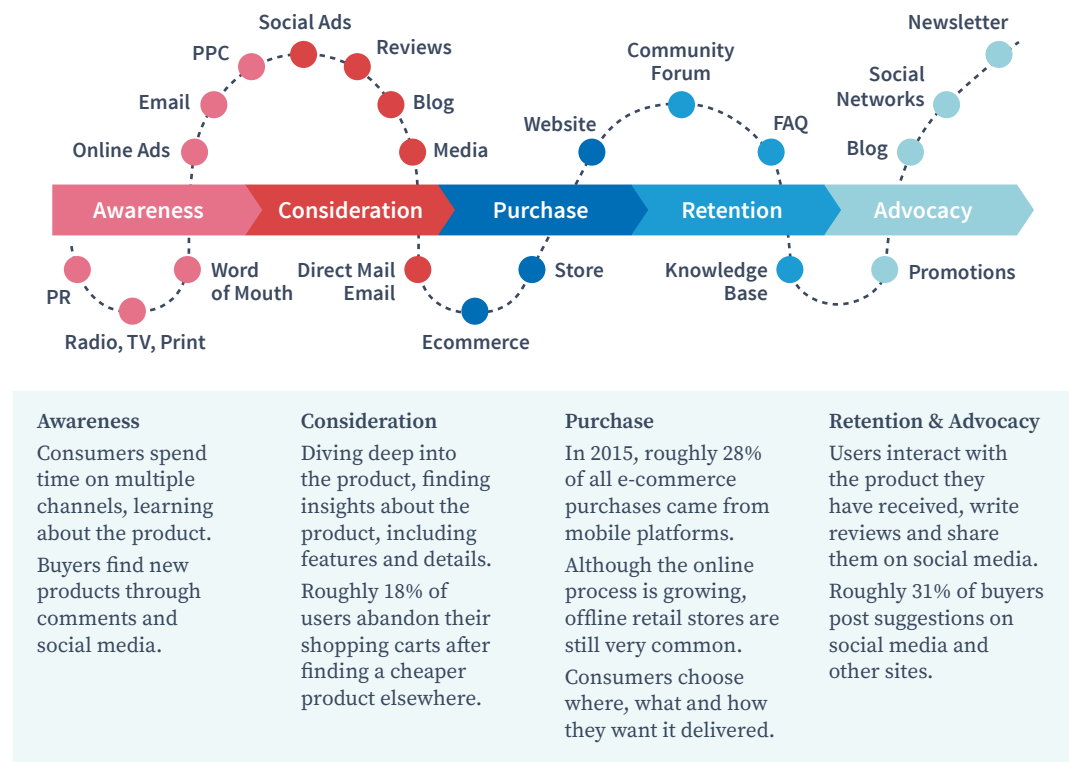 Social Ads
PPC
Reviews
Email
Blog
Online Ads
Media
Community
Forum
Website
FAQ
Newsletter
Social
Networks
Blog
Awareness
Consideration
Purchase
Retention
Advocacy
PR
Radio, TV, Print
Word
of Mouth
Direct Mail
Email
Ecommerce
Store
Knowledge
Base
Promotions
Awareness
Consumers spend
time on multiple
channels, learning
about the product.
Buyers find new
products through
comments and
social media.
Consideration
Diving deep into
the product, finding
insights about the
product, including
features and details.
Roughly 18% of
users abandon their
shopping carts after
finding a cheaper
product elsewhere.
Purchase
In 2015, roughly 28%
of all e-commerce
purchases came from
mobile platforms.
Although the online
process is growing,
offline retail stores are
still very common.
Consumers choose
where, what and how
they want it delivered.
Retention & Advocacy
Users interact with
the product they
have received, write
reviews and share
them on social media.
Roughly 31% of buyers
post suggestions on
social media and
other sites.